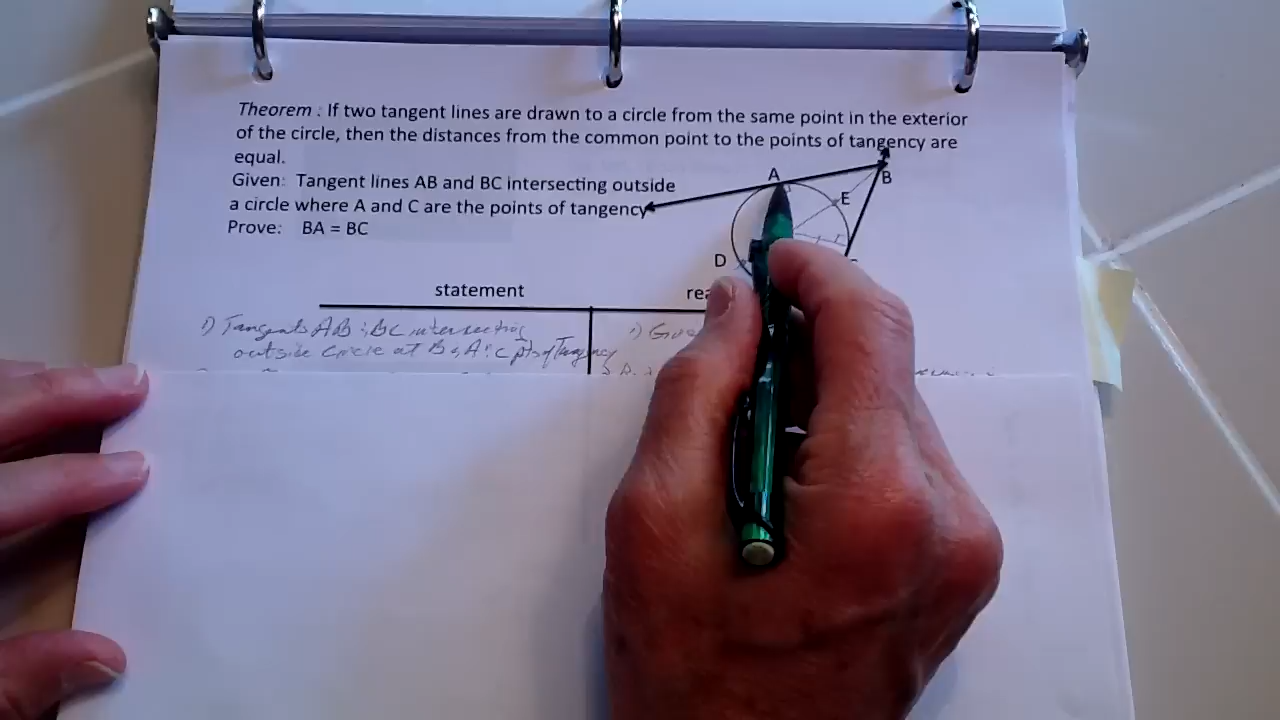 Theorem : If two tangent lines are drawn to a circle from the same point in the exterior
of the circle, then the distances from the common point to the points of tangency are
equal.
Given: Tangent lines AB and BC intersecting outside
a circle where A and C are the points of tangency
Prove: BA = BC
A
B
E
D
statement
rea
1) Tangents AB & BC intersecting
outside circle at B & A & C pts of Tangency
1) Give